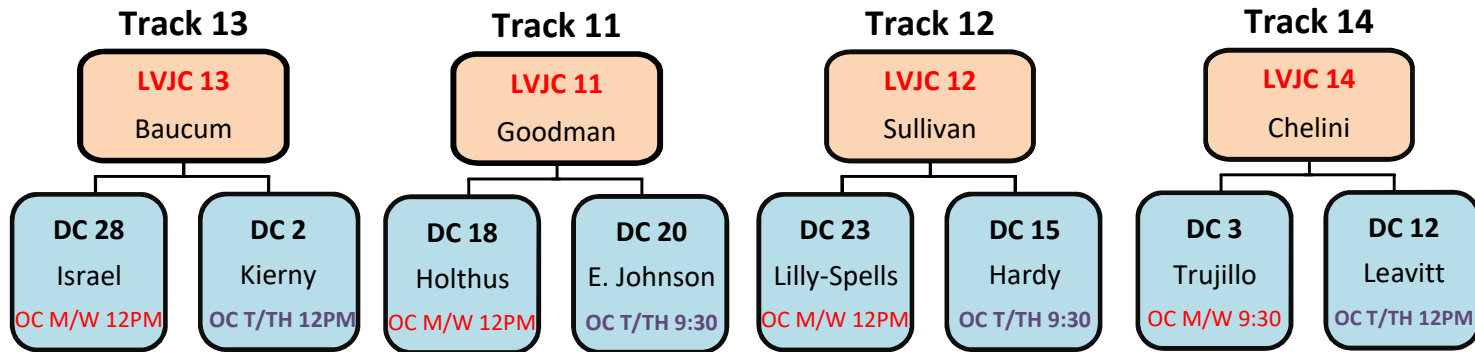 Track 13
LVJC 13
Baucum
DC 28
Israel
OC M/W 12PM
DC 2
Kierny
OC T/TH 12PM
Track 11
LVJC 11
Goodman
DC 18
Holthus
OC M/W 12PM
DC 20
E. Johnson
OC T/TH 9:30
Track 12
LVJC 12
Sullivan
DC 23
Lilly-Spells
OC M/W 12PM
DC 15
Hardy
OC T/TH 9:30
Track 14
LVJC 14
Chelini
DC 3
Trujillo
OC M/W 9:30
DC 12
Leavitt
OC T/TH 12PM